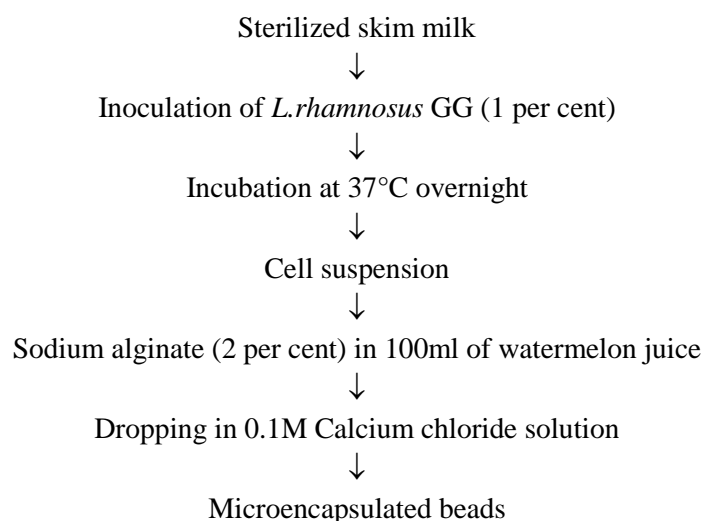 Sterilized skim milk
↓
Inoculation of L.rhamnosus GG (1 per cent)
↓
Incubation at 37°C overnight
↓
Cell suspension
↓
Sodium alginate (2 per cent) in 100ml of watermelon juice
↓
Dropping in 0.1M Calcium chloride solution
↓
Microencapsulated beads